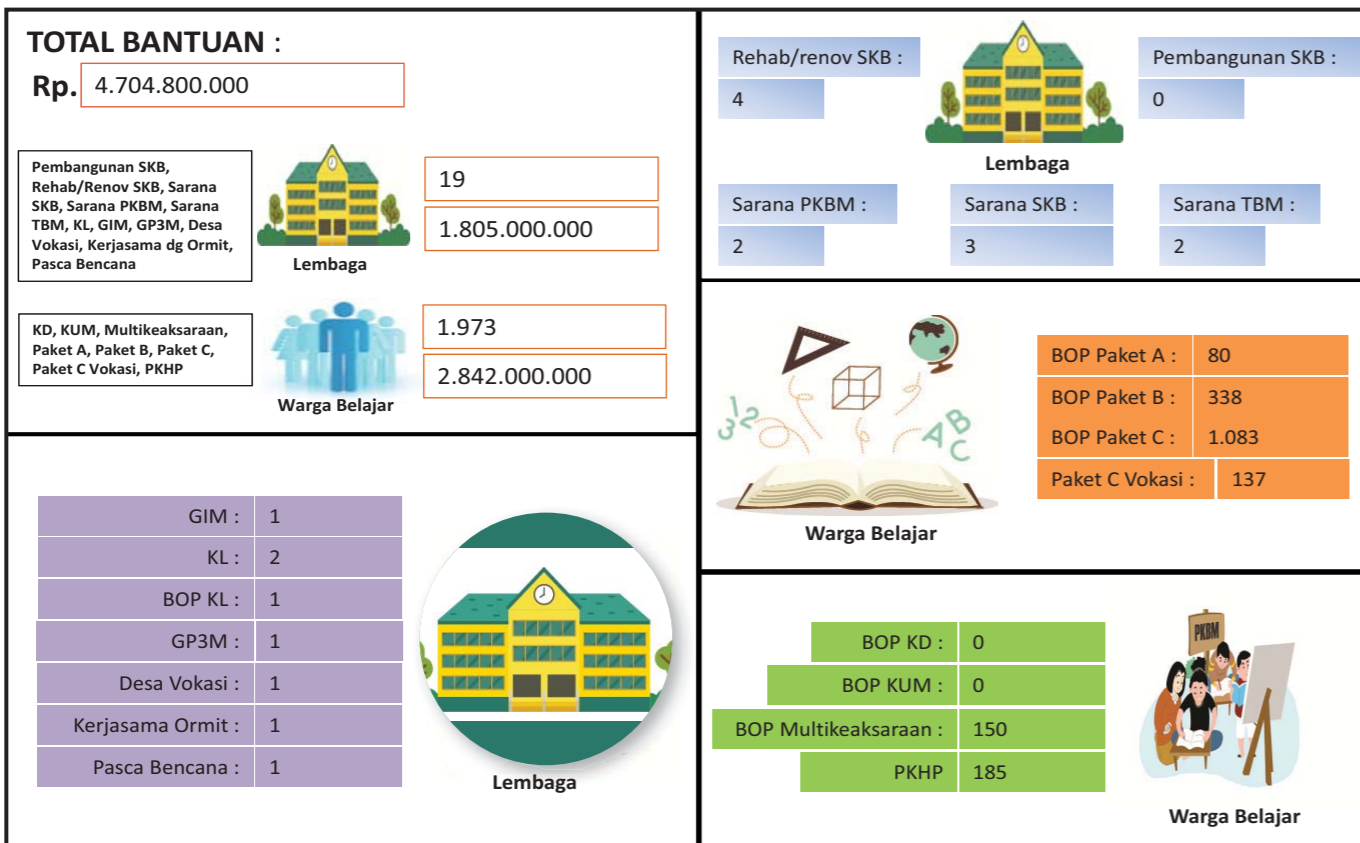 TOTAL BANTUAN :
Rp. 4.704.800.000
Pembangunan SKB,
Rehab/Renov SKB, Sarana
SKB, Sarana PKBM, Sarana
TBM, KL, GIM, GP3M, Desa
Vokasi, Kerjasama dg Ormit,
Pasca Bencana
Lembaga
19
1.805.000.000
KD, KUM, Multikeaksaraan,
Paket A, Paket B, Paket C,
Paket C Vokasi, PKHP
Warga Belajar
1.973
2.842.000.000
Rehab/renov SKB :
4
Pembangunan SKB :
0
Lembaga
Sarana PKBM :
2
Sarana SKB :
3
Sarana TBM :
2
1 2 3
A B C
Warga Belajar
BOP Paket A : 80
BOP Paket B : 338
BOP Paket C : 1.083
Paket C Vokasi : 137
GIM : 1
KL : 2
BOP KL : 1
GP3M : 1
Desa Vokasi : 1
Kerjasama Ormit : 1
Pasca Bencana : 1
Lembaga
BOP KD : 0
BOP KUM : 0
BOP Multikeaksaraan : 150
PKHP 185
PKBM
Warga Belajar